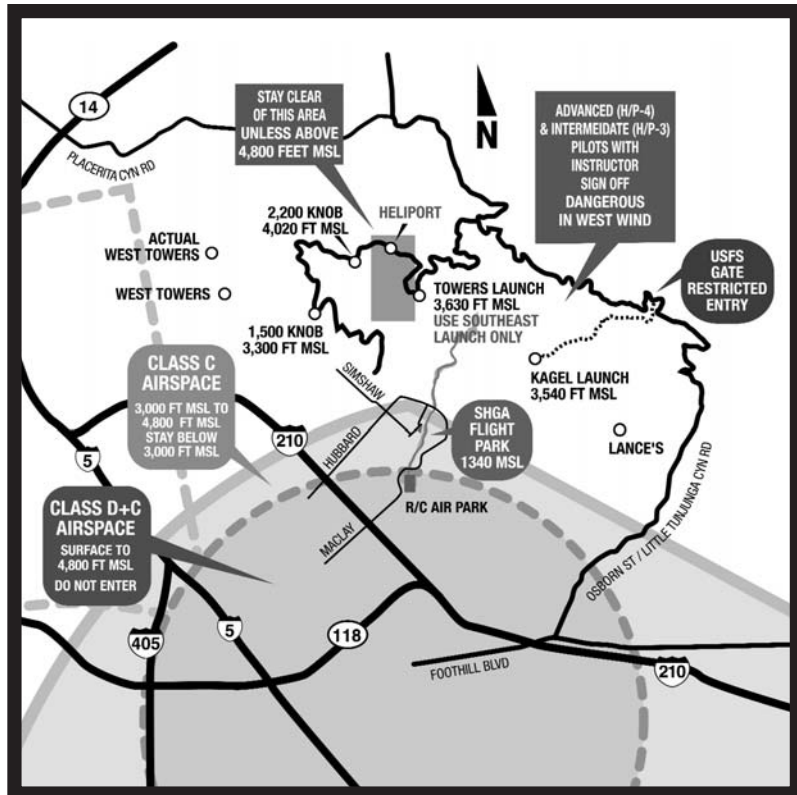 14
PLACERITA CYN RD
STAY CLEAR
OF THIS AREA
UNLESS ABOVE
4,800 FEET MSL
N
ADVANCED (H/P-4)
& INTERMEIDATE (H/P-3)
PILOTS WITH
INSTRUCTOR
SIGN OFF
DANGEROUS
IN WEST WIND
2,200 KNOB
4,020 FT MSL
HELIPORT
ACTUAL
WEST TOWERS
WEST TOWERS
USFS
GATE
RESTRICTED
ENTRY
TOWERS LAUNCH
3,630 FT MSL
USE SOUTHEAST
LAUNCH ONLY
1,500 KNOB
3,300 FT MSL
CLASS C
AIRSPACE
3,000 FT MSL TO
4,800 FT MSL
STAY BELOW
3,000 FT MSL
KAGEL LAUNCH
3,540 FT MSL
SIMSHAW
HUBBARD
SHGA
FLIGHT
PARK
1340 MSL
LANCE'S
5
210
R/C AIR PARK
MACLAY
CLASS D+C
AIRSPACE
SURFACE TO
4,800 FT MSL
DO NOT ENTER
OSBORN ST / LITTLE TUNJUNGA CYN RD
405
5
118
FOOTHILL BLVD
210